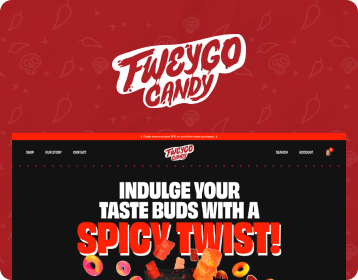 FWEYGO
CANDY
SHOP
OUR STORY
CONTACT
FWEYGO
CANDY
SEARCH
ACCOUNT
INDULGE YOUR
TASTE BUDS WITH A
SPICY TWIST!